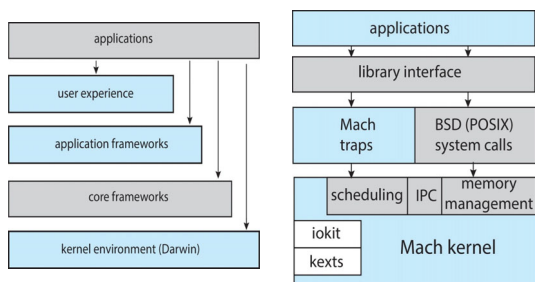 applications
user experience
application frameworks
core frameworks
kernel environment (Darwin)
applications
library interface
Mach
traps
BSD (POSIX)
system calls
scheduling
IPC
memory
management
iokit
kexts
Mach kernel